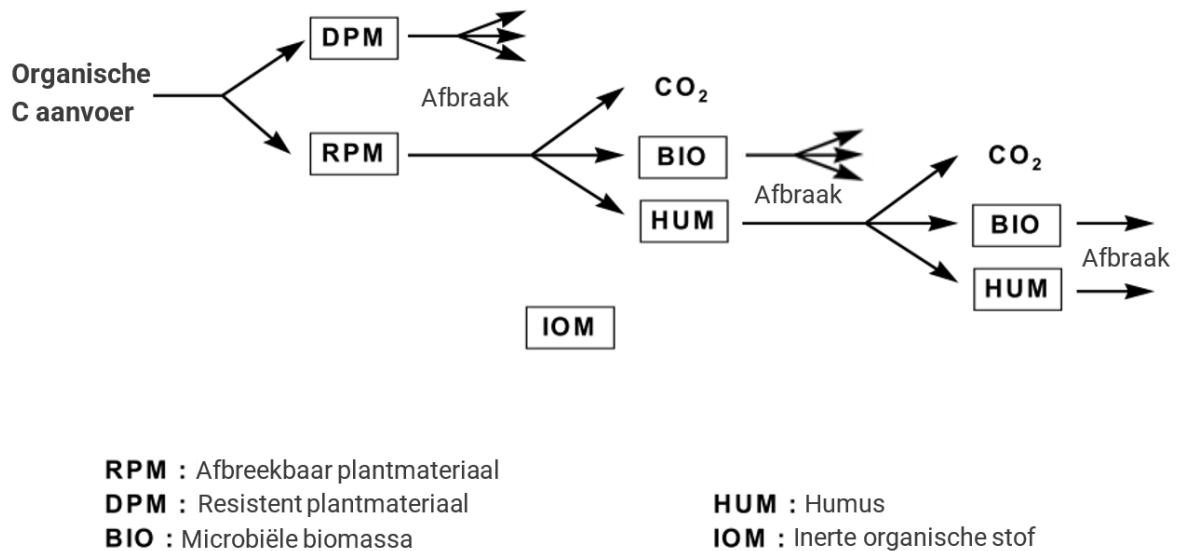 DPM
Organische
C aanvoer
Afbraak
CO₂
RPM
BIO
CO₂
Afbraak
HUM
BIO
Afbraak
HUM
IOM
RPM : Afbreekbaar plantmateriaal
DPM : Resistent plantmateriaal
HUM : Humus
BIO : Microbiële biomassa
IOM : Inerte organische stof